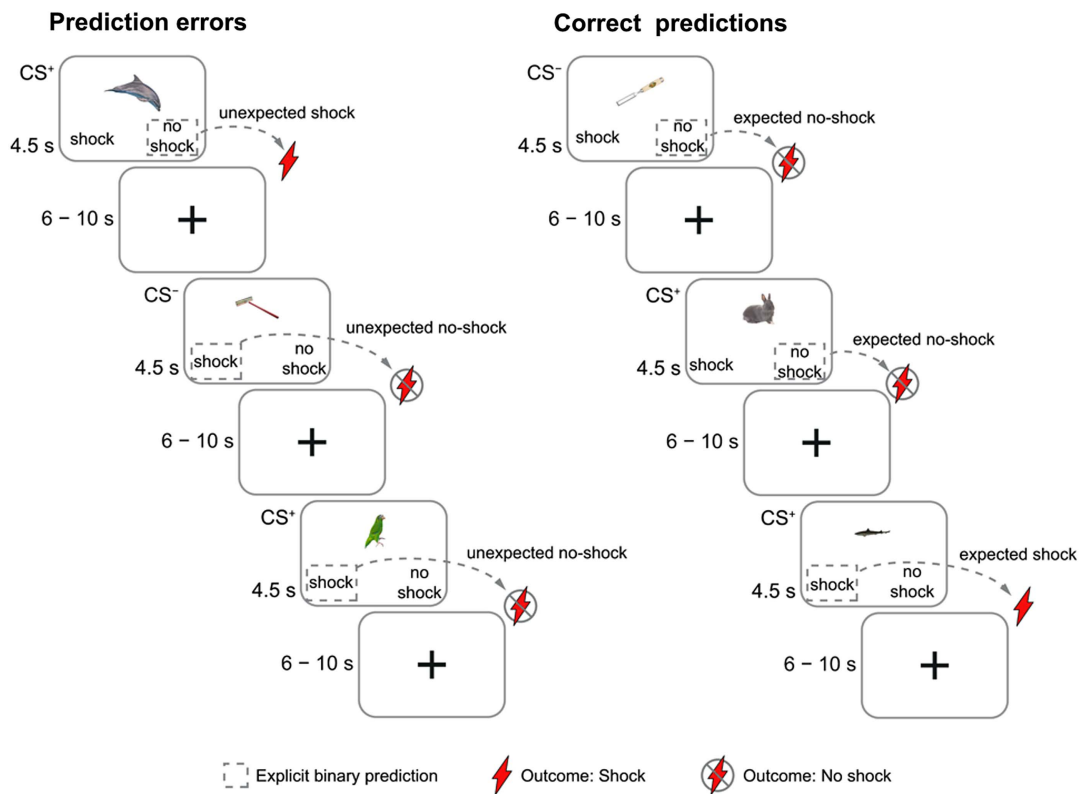 Prediction errors
CS+
shock
no
shock
4.5 s
unexpected shock
6 – 10 s
CS−
shock
no
shock
4.5 s
unexpected no-shock
6 – 10 s
CS+
shock
no
shock
4.5 s
unexpected no-shock
6 – 10 s
Correct predictions
CS−
shock
no
shock
4.5 s
expected no-shock
6 – 10 s
CS+
shock
no
shock
4.5 s
expected no-shock
6 – 10 s
CS+
shock
no
shock
4.5 s
expected shock
6 – 10 s
Explicit binary prediction
Outcome: Shock
Outcome: No shock